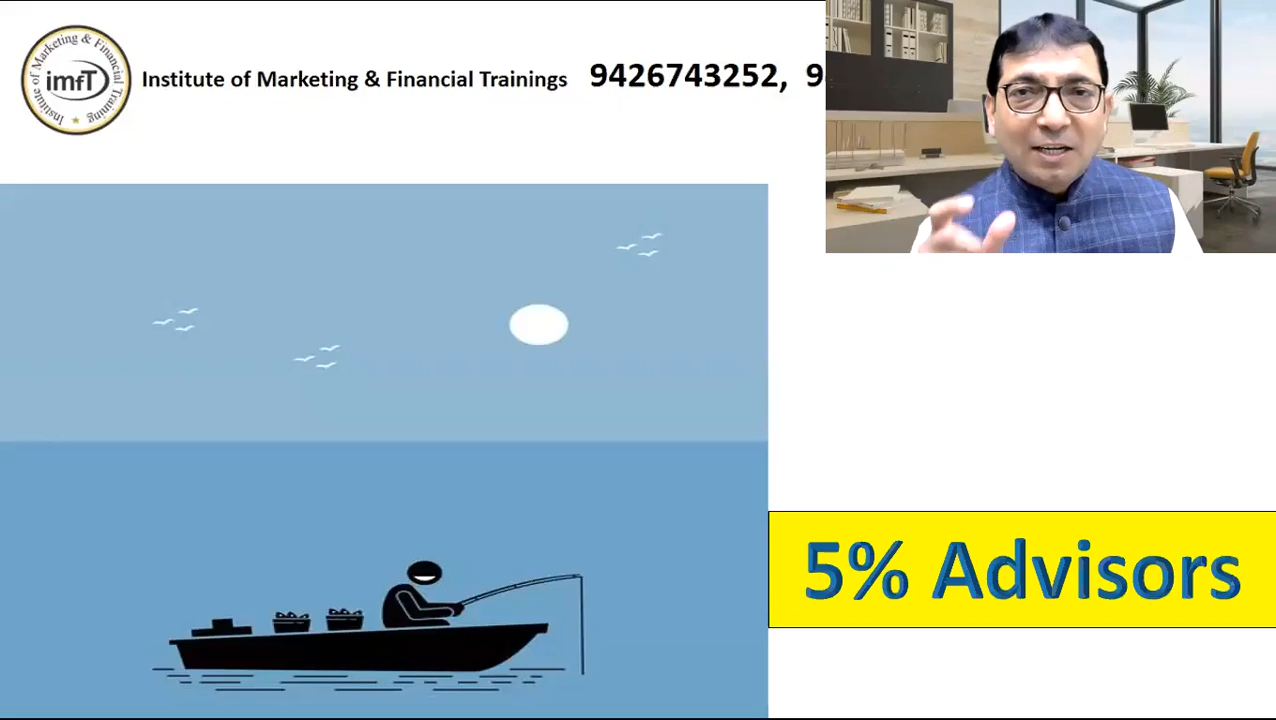 Institute of Marketing & Financial Training
imfT
Institute of Marketing & Financial Trainings
9426743252, 9
5% Advisors